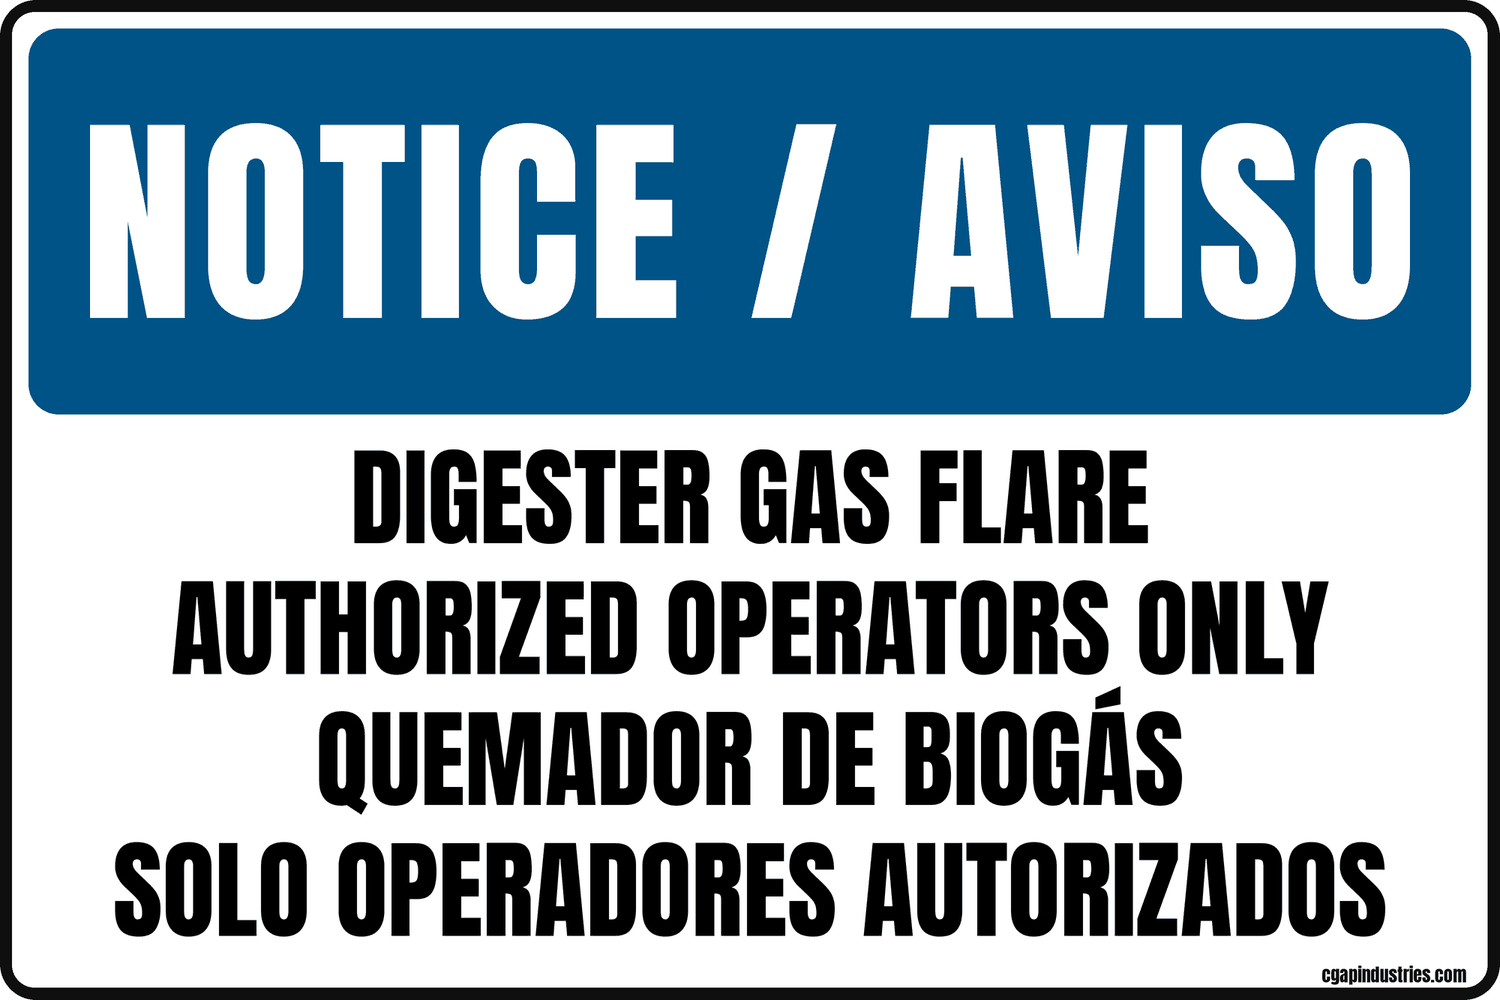 NOTICE / AVISO
DIGESTER GAS FLARE
AUTHORIZED OPERATORS ONLY
QUEMADOR DE BIOGÁS
SOLO OPERADORES AUTORIZADOS
cgapindustries.com